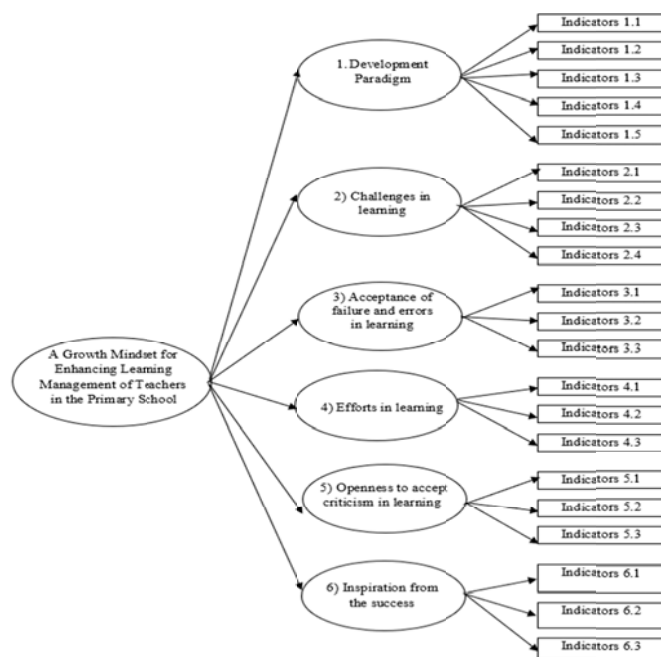 Indicators 1.1
Indicators 1.2
1. Development
Paradigm
Indicators 1.3
Indicators 1.4
Indicators 1.5
Indicators 2.1
2) Challenges in
learning
Indicators 2.2
Indicators 2.3
Indicators 2.4
3) Acceptance of
failure and errors
in learning
Indicators 3.1
Indicators 3.2
Indicators 3.3
A Growth Mindset for
Enhancing Learning
Management of Teachers
in the Primary School
4) Efforts in learning
Indicators 4.1
Indicators 4.2
Indicators 4.3
5) Openness to accept
criticism in learning
Indicators 5.1
Indicators 5.2
Indicators 5.3
6) Inspiration from
the success
Indicators 6.1
Indicators 6.2
Indicators 6.3